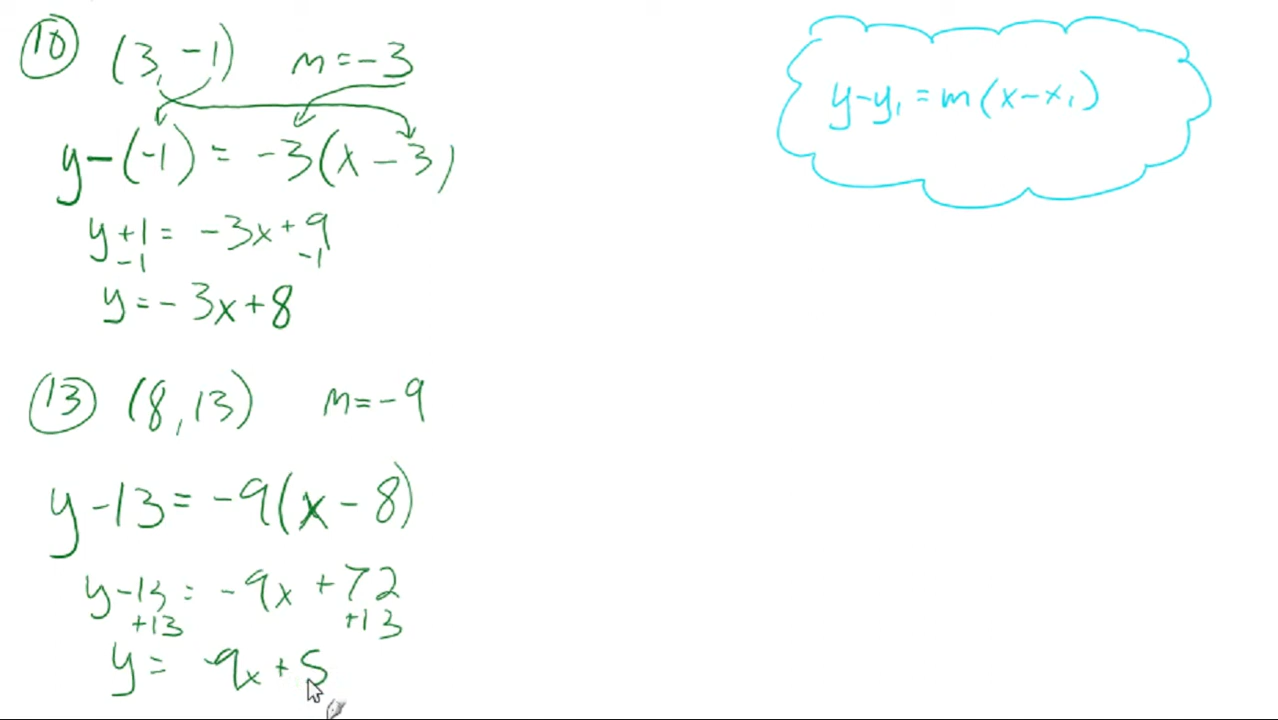 10 (3, -1) m = -3
y - (-1) = -3(x - 3)
y + 1 = -3x + 9
-1 -1
y = -3x + 8
13 (8, 13) m = -9
y - 13 = -9(x - 8)
y - 13 = -9x + 72
+13 +13
y = -9x + 5
y - y₁ = m(x - x₁)